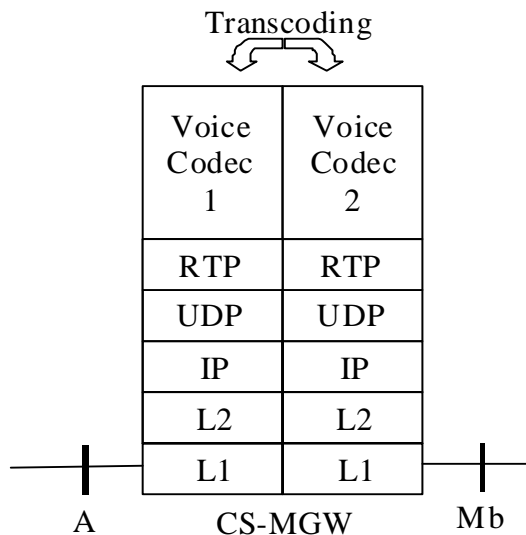 Transcoding
Voice Codec 1
Voice Codec 2
RTP RTP
UDP UDP
IP IP
L2 L2
L1 L1
A CS-MGW Mb